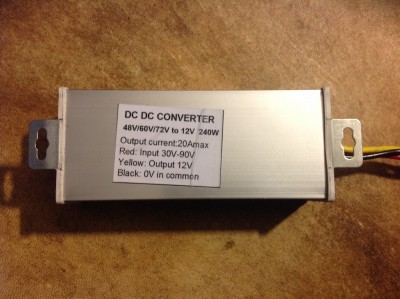 DC DC CONVERTER
48V/60V/72V to 12V 240W
Output current:20Amax
Red: Input 30V-90V
Yellow: Output 12V
Black: 0V in common